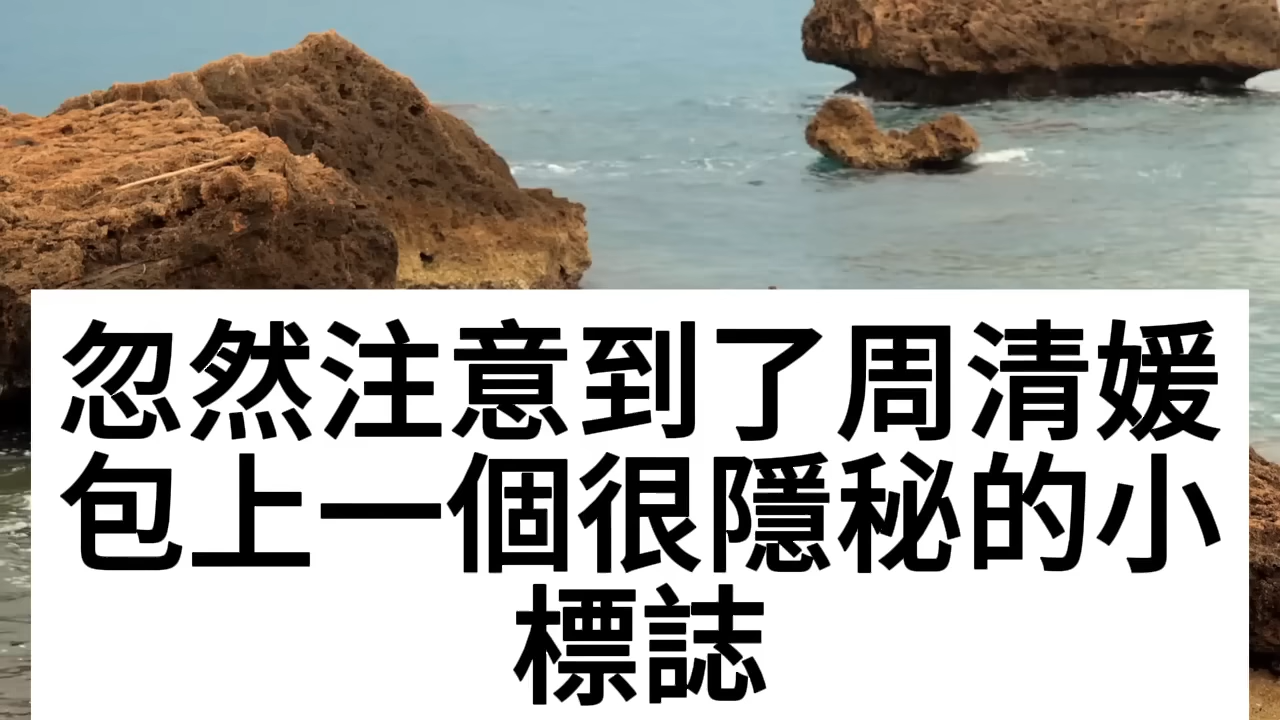 忽然注意到了周清媛
包上一個很隱秘的小
標誌